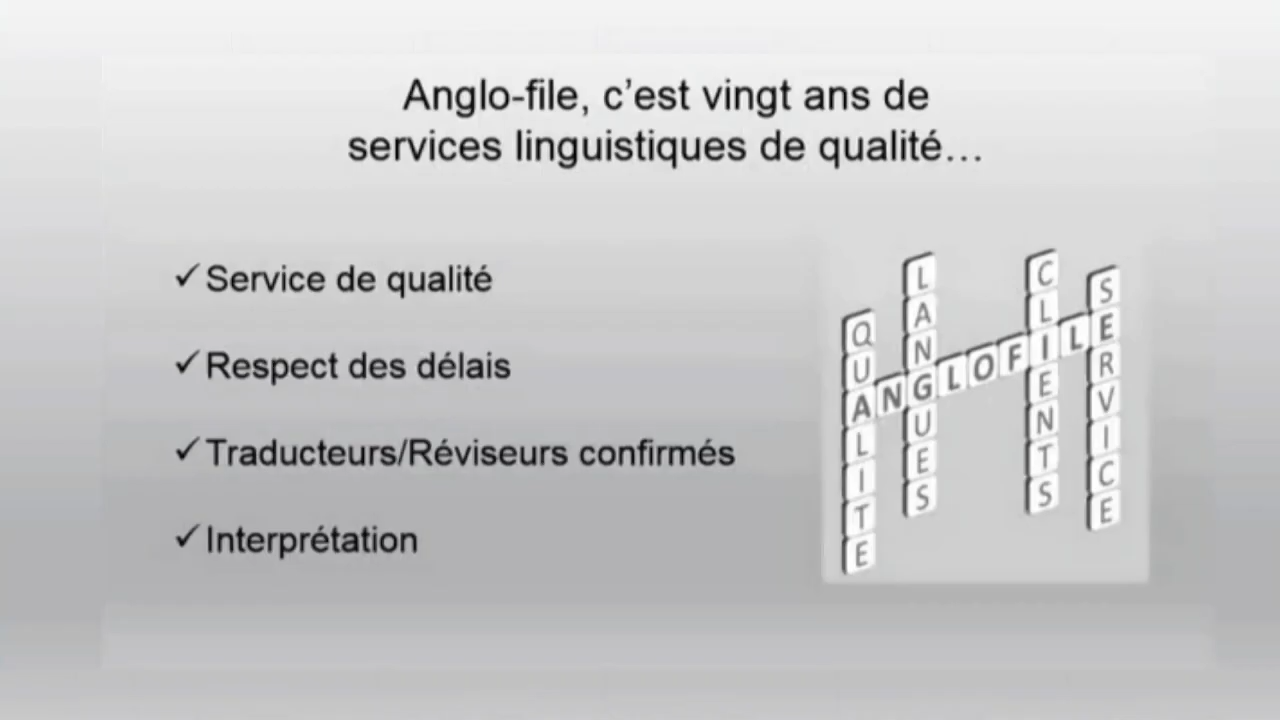 Anglo-file, c’est vingt ans de
services linguistiques de qualité…
✓Service de qualité
✓Respect des délais
✓Traducteurs/Réviseurs confirmés
✓Interprétation
QUALITE
LANGUES
ANGLOFILE
CLIENTS
SERVICE